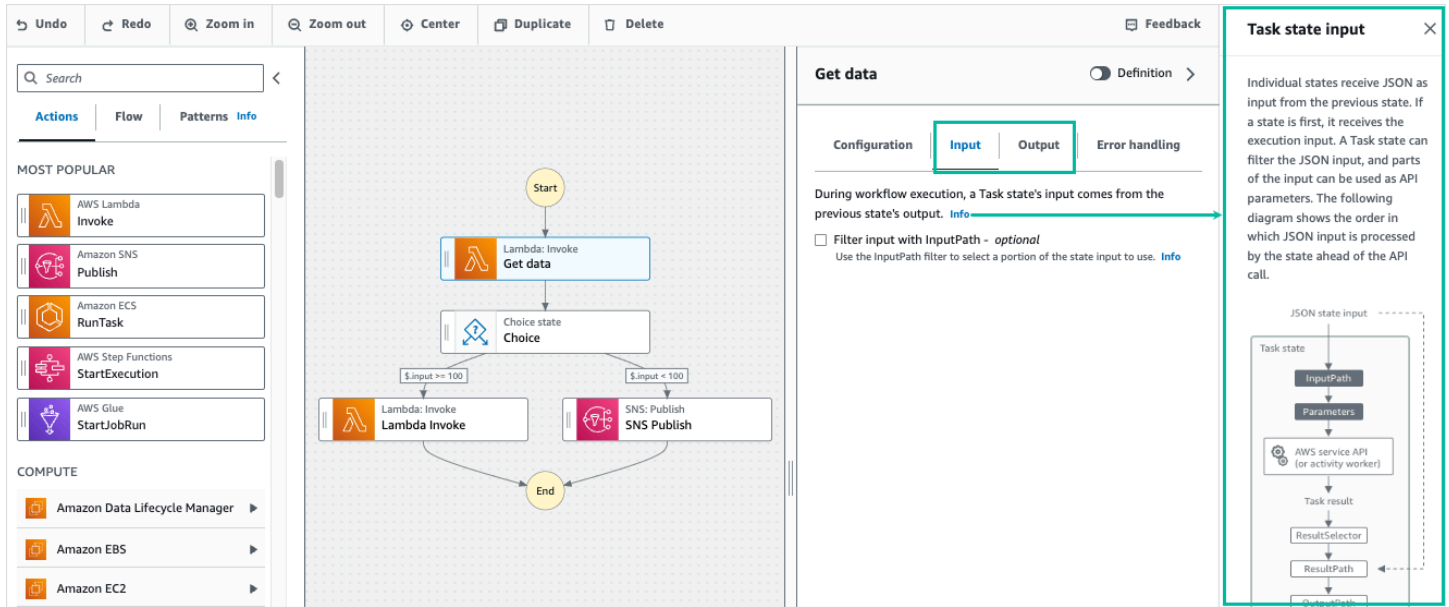 Undo
Redo
Zoom in
Zoom out
Center
Duplicate
Delete
Feedback
Search
Actions
Flow
Patterns Info
MOST POPULAR
AWS Lambda
Invoke
Amazon SNS
Publish
Amazon ECS
RunTask
AWS Step Functions
StartExecution
AWS Glue
StartJobRun
COMPUTE
Amazon Data Lifecycle Manager
Amazon EBS
Amazon EC2
Start
Lambda: Invoke
Get data
Choice state
Choice
$.input >= 100
$.input < 100
Lambda: Invoke
Lambda Invoke
SNS: Publish
SNS Publish
End
Get data
Definition
Configuration
Input
Output
Error handling
During workflow execution, a Task state's input comes from the
previous state's output. Info
Filter input with InputPath - optional
Use the InputPath filter to select a portion of the state input to use. Info
Task state input
Individual states receive JSON as
input from the previous state. If
a state is first, it receives the
execution input. A Task state can
filter the JSON input, and parts
of the input can be used as API
parameters. The following
diagram shows the order in
which JSON input is processed
by the state ahead of the API
call.
JSON state input
Task state
InputPath
Parameters
AWS service API
(or activity worker)
Task result
ResultSelector
ResultPath
OutputPath